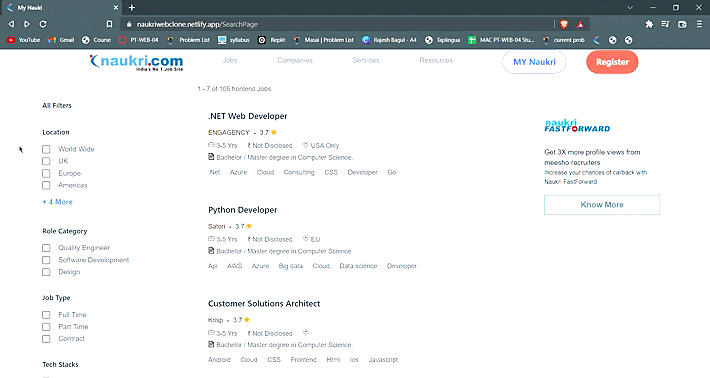 My Naukri
naukriwebclone.netlify.app/SearchPage
YouTube Gmail Course PT-WEB-04 Problem List syllabus Replit Masai | Problem List Rajesh Bagul - A4 Taplingua MAC PT-WEB 04 Stu... current prob
naukri.com
India's No 1 Job Site
Jobs Companies Services Resources
MY Naukri
Register
1 - 7 of 105 frontend Jobs
All Filters
Location
World Wide
UK
Europe
Americas
+ 4 More
Role Category
Quality Engineer
Software Development
Design
Job Type
Full Time
Part Time
Contract
Tech Stacks
.NET Web Developer
ENGAGENCY • 3.7
3-5 Yrs ₹ Not Disclosed USA Only
Bachelor / Master degree in Computer Science.
.Net Azure Cloud Consulting CSS Developer Go
Python Developer
Satori • 3.7
3-5 Yrs ₹ Not Disclosed EU
Bachelor / Master degree in Computer Science
Api AWS Azure Big data Cloud Data science Developer
Customer Solutions Architect
Krisp • 3.7
3-5 Yrs ₹ Not Disclosed
Bachelor / Master degree in Computer Science.
Android Cloud CSS Frontend Html Ios Javascript
naukri
FASTFORWARD
Get 3X more profile views from
meesho recruiters
Increase your chances of callback with
Naukri FastForward
Know More